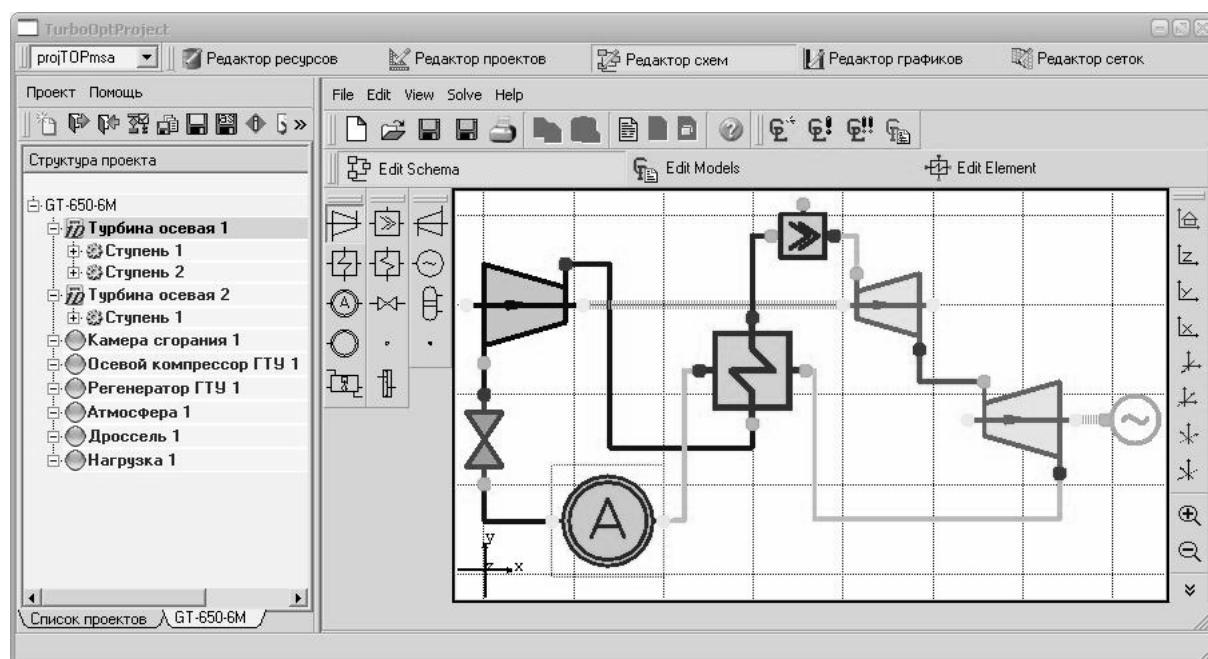 TurboOptProject
projTOPmsa Редактор ресурсов Редактор проектов Редактор схем Редактор графиков Редактор сеток
Проект Помощь
File Edit View Solve Help
Структура проекта
Edit Schema Edit Models Edit Element
GT-650-6M
Турбина осевая 1
Ступень 1
Ступень 2
Турбина осевая 2
Ступень 1
Камера сгорания 1
Осевой компрессор ГТУ 1
Регенератор ГТУ 1
Атмосфера 1
Дроссель 1
Нагрузка 1
A
y
z
x
Список проектов GT-650-6M